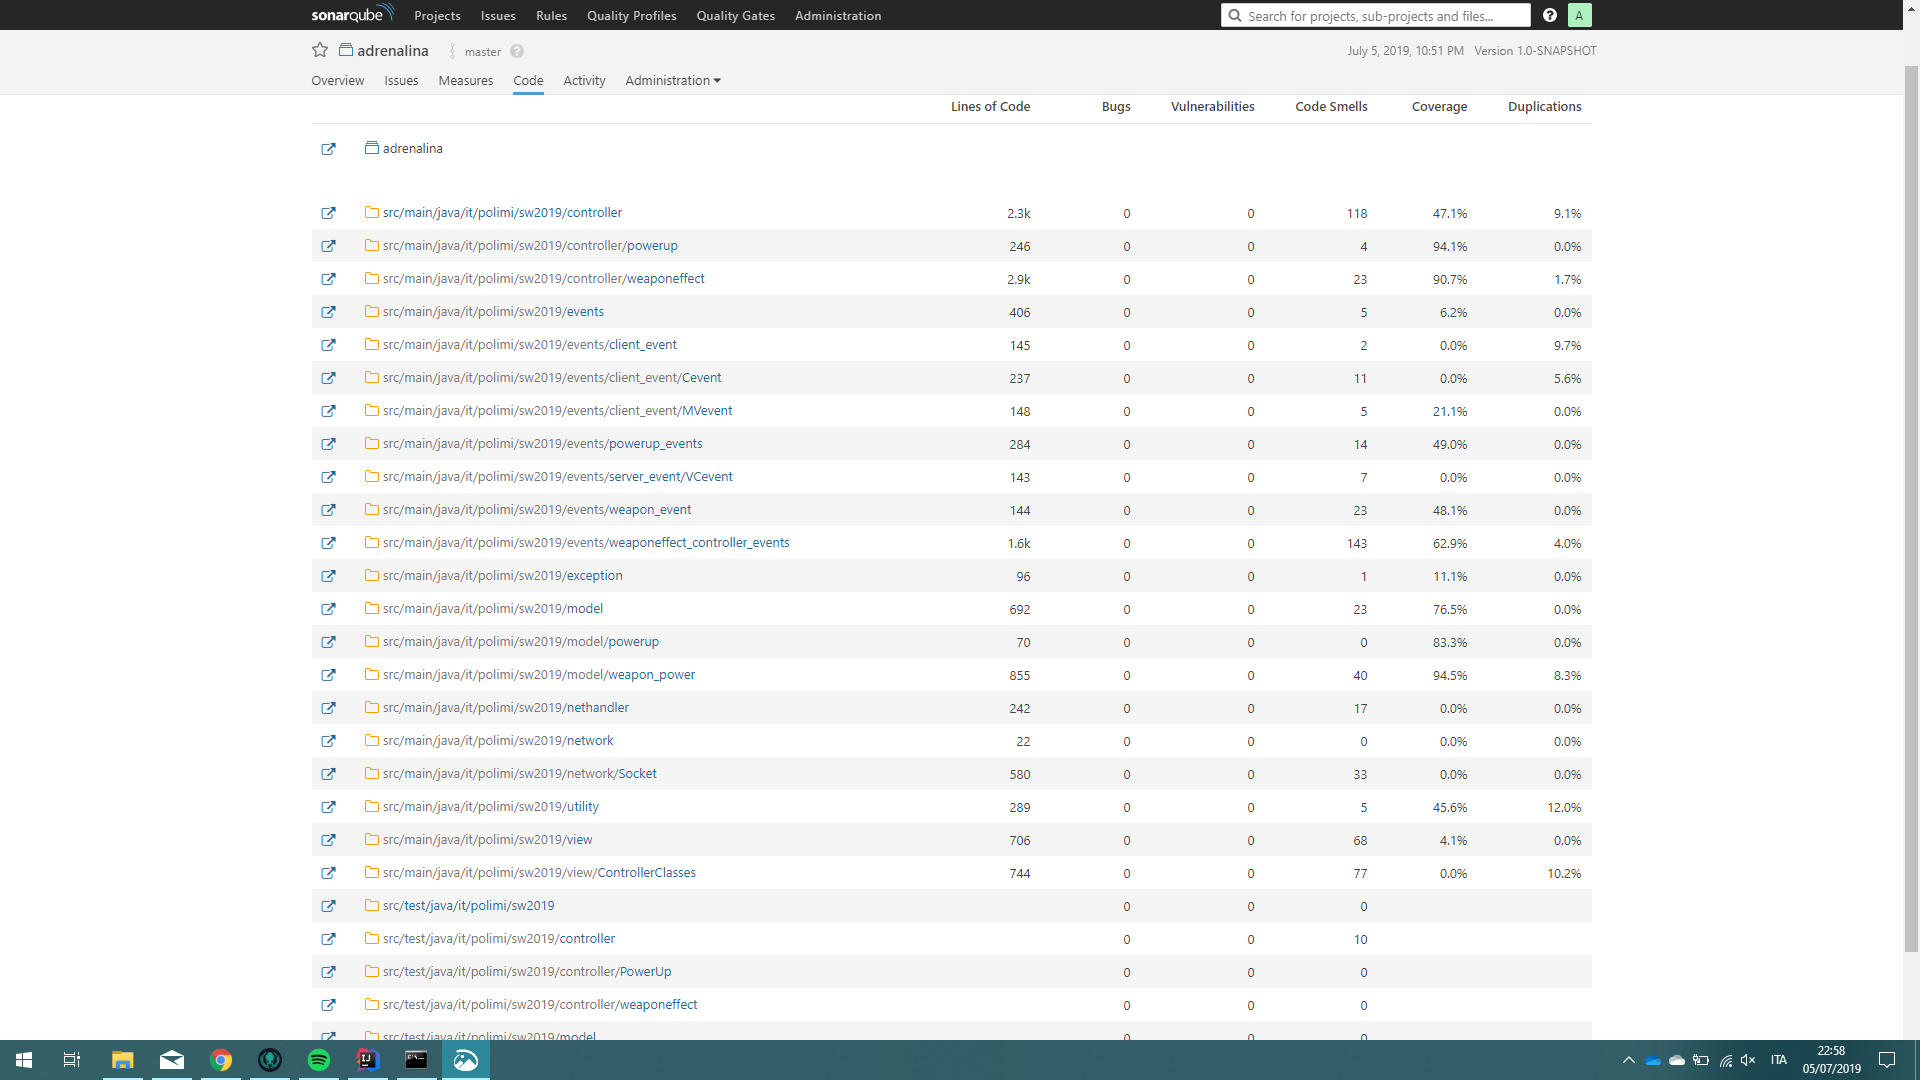 sonarqube Projects Issues Rules Quality Profiles Quality Gates Administration Search for projects, sub-projects and files... ? A
adrenalina master ? July 5, 2019, 10:51 PM Version 1.0-SNAPSHOT
Overview Issues Measures Code Activity Administration
Lines of Code Bugs Vulnerabilities Code Smells Coverage Duplications
adrenalina
src/main/java/it/polimi/sw2019/controller 2.3k 0 0 118 47.1% 9.1%
src/main/java/it/polimi/sw2019/controller/powerup 246 0 0 4 94.1% 0.0%
src/main/java/it/polimi/sw2019/controller/weaponeffect 2.9k 0 0 23 90.7% 1.7%
src/main/java/it/polimi/sw2019/events 406 0 0 5 6.2% 0.0%
src/main/java/it/polimi/sw2019/events/client_event 145 0 0 2 0.0% 9.7%
src/main/java/it/polimi/sw2019/events/client_event/Cevent 237 0 0 11 0.0% 5.6%
src/main/java/it/polimi/sw2019/events/client_event/MVevent 148 0 0 5 21.1% 0.0%
src/main/java/it/polimi/sw2019/events/powerup_events 284 0 0 14 49.0% 0.0%
src/main/java/it/polimi/sw2019/events/server_event/VCevent 143 0 0 7 0.0% 0.0%
src/main/java/it/polimi/sw2019/events/weapon_event 144 0 0 23 48.1% 0.0%
src/main/java/it/polimi/sw2019/events/weaponeffect_controller_events 1.6k 0 0 143 62.9% 4.0%
src/main/java/it/polimi/sw2019/exception 96 0 0 1 11.1% 0.0%
src/main/java/it/polimi/sw2019/model 692 0 0 23 76.5% 0.0%
src/main/java/it/polimi/sw2019/model/powerup 70 0 0 0 83.3% 0.0%
src/main/java/it/polimi/sw2019/model/weapon_power 855 0 0 40 94.5% 8.3%
src/main/java/it/polimi/sw2019/nethandler 242 0 0 17 0.0% 0.0%
src/main/java/it/polimi/sw2019/network 22 0 0 0 0.0% 0.0%
src/main/java/it/polimi/sw2019/network/Socket 580 0 0 33 0.0% 0.0%
src/main/java/it/polimi/sw2019/utility 289 0 0 5 45.6% 12.0%
src/main/java/it/polimi/sw2019/view 706 0 0 68 4.1% 0.0%
src/main/java/it/polimi/sw2019/view/ControllerClasses 744 0 0 77 0.0% 10.2%
src/test/java/it/polimi/sw2019 0 0 0
src/test/java/it/polimi/sw2019/controller 0 0 10
src/test/java/it/polimi/sw2019/controller/PowerUp 0 0 0
src/test/java/it/polimi/sw2019/controller/weaponeffect 0 0 0
src/test/java/it/polimi/sw2019/model 0 0 0
ITA 22:58
05/07/2019